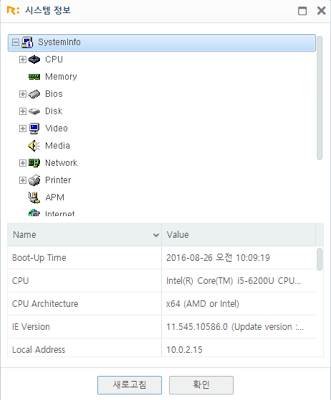 시스템 정보
SystemInfo
CPU
Memory
Bios
Disk
Video
Media
Network
Printer
APM
Internet
Name Value
Boot-Up Time 2016-08-26 오전 10:09:19
CPU Intel(R) Core(TM) i5-6200U CPU...
CPU Architecture x64 (AMD or Intel)
IE Version 11.545.10586.0 (Update version :...
Local Address 10.0.2.15
새로고침 확인